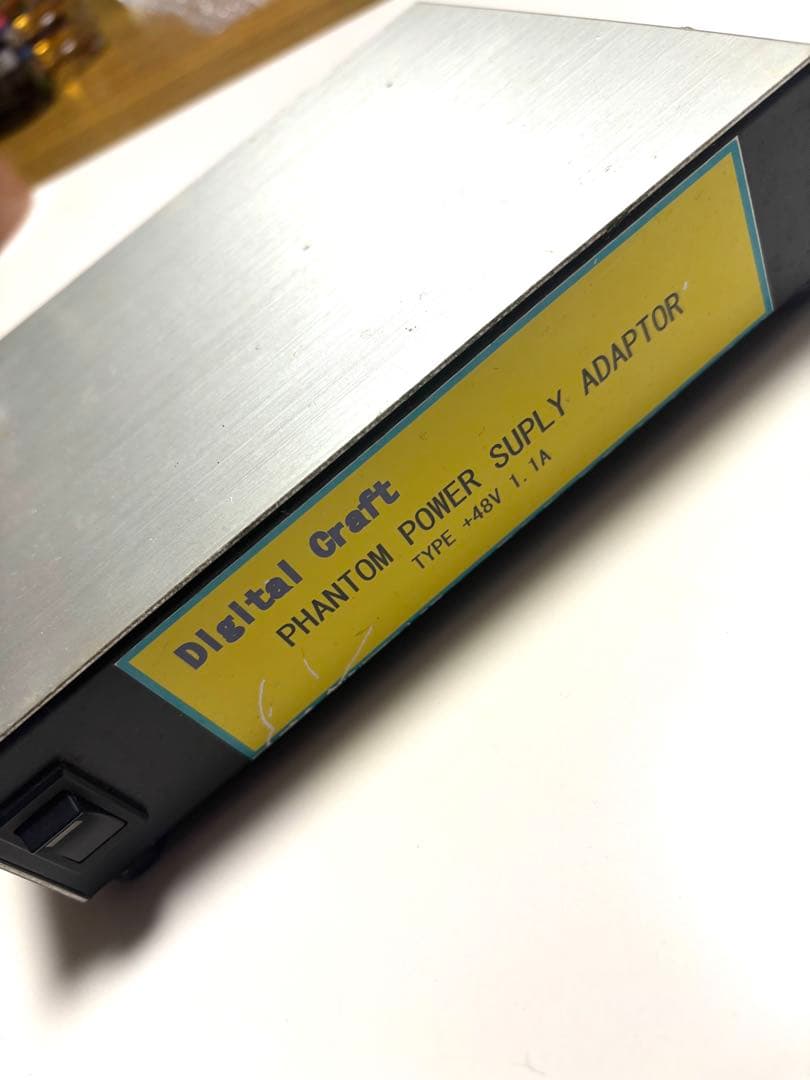 Digital Craft
PHANTOM POWER SUPLY ADAPTOR
TYPE +48V 1.1A